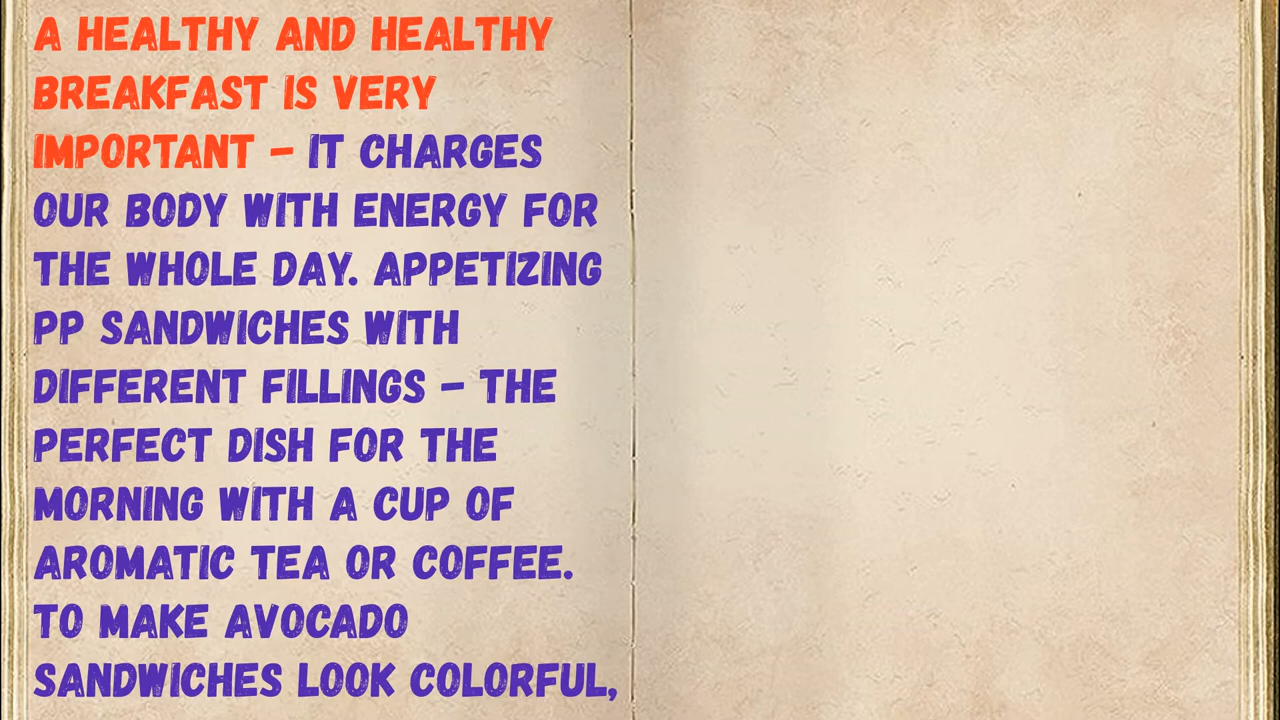 A HEALTHY AND HEALTHY
BREAKFAST IS VERY
IMPORTANT – IT CHARGES
OUR BODY WITH ENERGY FOR
THE WHOLE DAY. APPETIZING
PP SANDWICHES WITH
DIFFERENT FILLINGS – THE
PERFECT DISH FOR THE
MORNING WITH A CUP OF
AROMATIC TEA OR COFFEE.
TO MAKE AVOCADO
SANDWICHES LOOK COLORFUL,